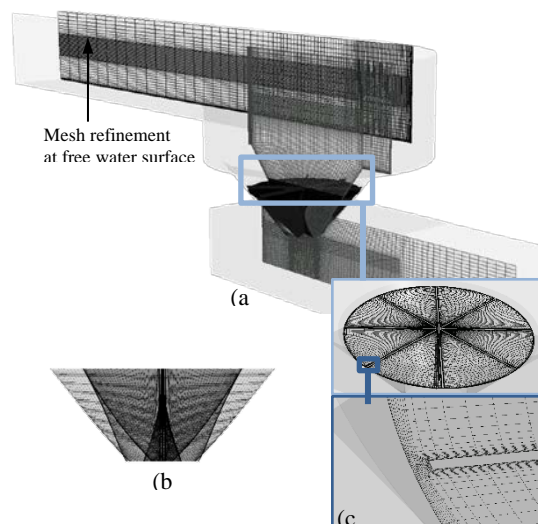 Mesh refinement
at free water surface
(a
(b)
(c